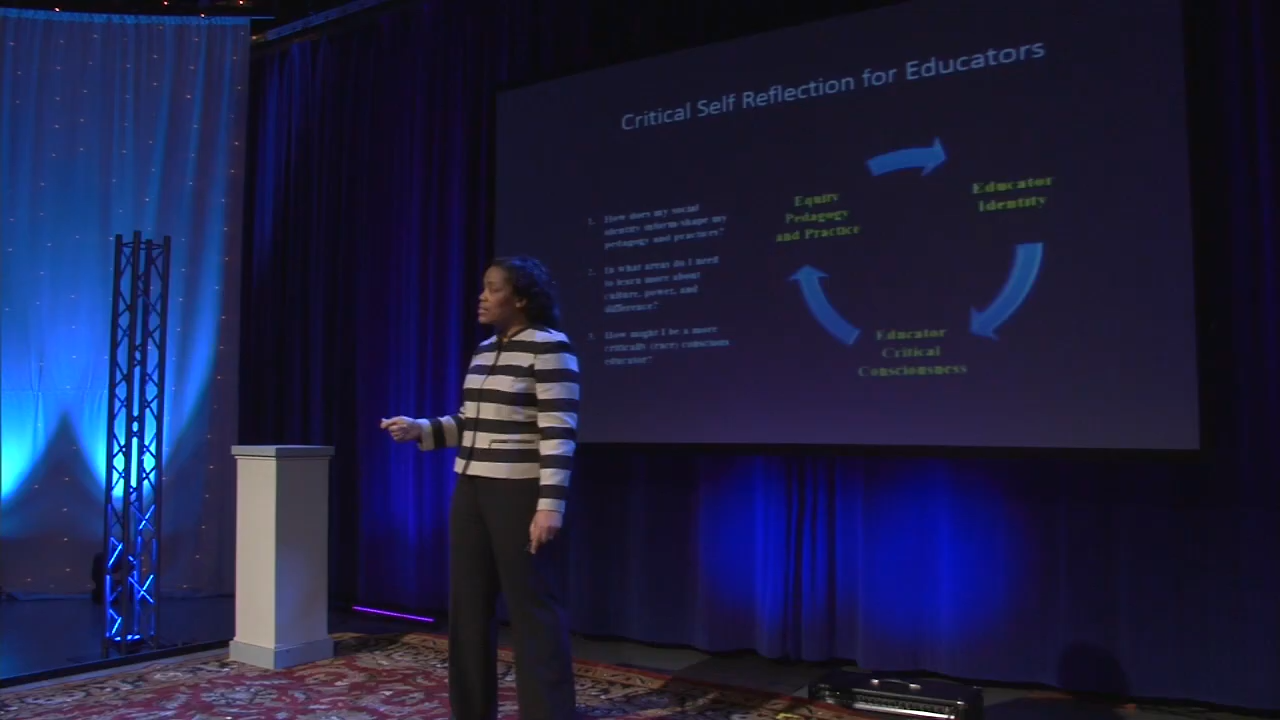 Critical Self Reflection for Educators
1. How does my social
identity inform/shape my
pedagogy and practices?
2. In what areas do I need
to learn more about
culture, power, and
difference?
3. How might I be a more
critically (race) conscious
educator?
Equity
Pedagogy
and Practice
Educator
Identity
Educator
Critical
Consciousness